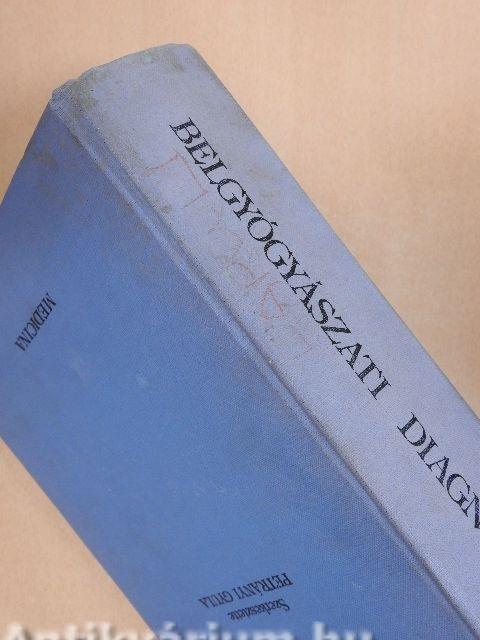 BELGYÓGYÁSZATI DIAGN
MEDICINA
Szerkesztette
PETRÁNYI GYULA
Antikvárium.hu